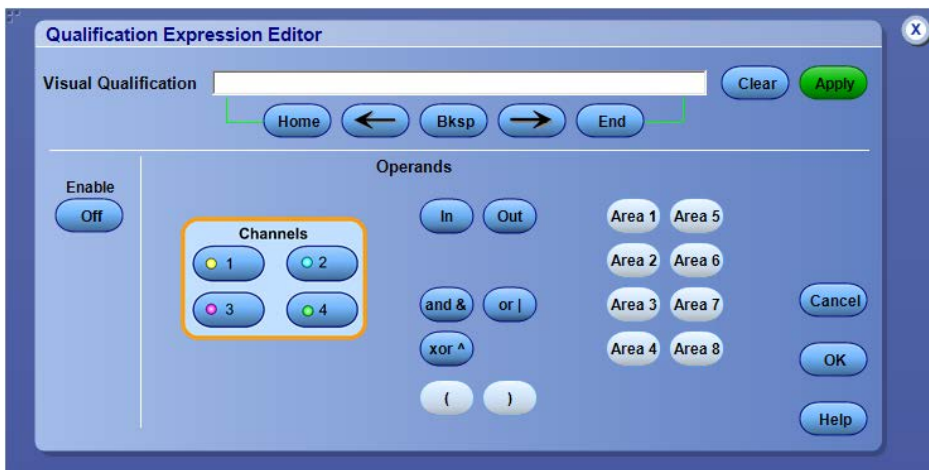 Qualification Expression Editor
X
Visual Qualification
Clear
Apply
Home
Bksp
End
Operands
Enable
Off
Channels
1
2
3
4
In
Out
and &
or |
xor ^
(
)
Area 1
Area 5
Area 2
Area 6
Area 3
Area 7
Area 4
Area 8
Cancel
OK
Help